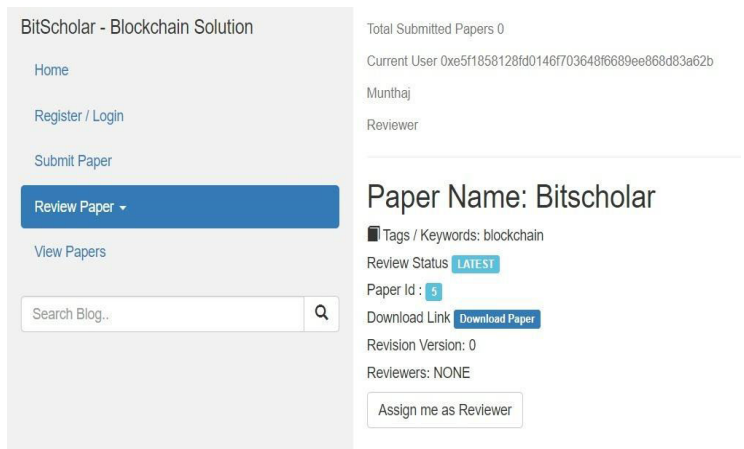 BitScholar - Blockchain Solution
Home
Register / Login
Submit Paper
Review Paper
View Papers
Search Blog..
Total Submitted Papers 0
Current User 0xe5f1858128fd0146f703648f6689ee868d83a62b
Munthaj
Reviewer
Paper Name: Bitscholar
Tags / Keywords: blockchain
Review Status LATEST
Paper Id : 5
Download Link Download Paper
Revision Version: 0
Reviewers: NONE
Assign me as Reviewer